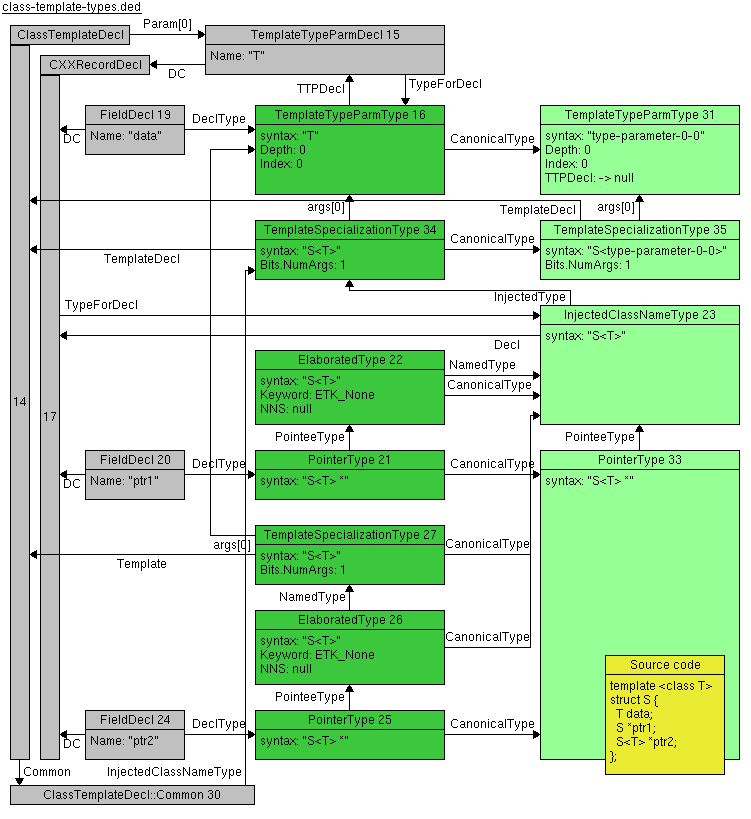 class-template-types.ded
ClassTemplateDecl
Param[0]
TemplateTypeParmDecl 15
Name: "T"
CXXRecordDecl
DC
TTPDecl
TypeForDecl
FieldDecl 19
Name: "data"
DC
DeclType
TemplateTypeParmType 16
syntax: "T"
Depth: 0
Index: 0
CanonicalType
TemplateTypeParmType 31
syntax: "type-parameter-0-0"
Depth: 0
Index: 0
TTPDecl: -> null
args[0]
TemplateDecl
args[0]
TemplateSpecializationType 34
syntax: "S<T>"
Bits.NumArgs: 1
CanonicalType
TemplateSpecializationType 35
syntax: "S<type-parameter-0-0>"
Bits.NumArgs: 1
TemplateDecl
InjectedType
TypeForDecl
InjectedClassNameType 23
syntax: "S<T>"
Decl
ElaboratedType 22
syntax: "S<T>"
Keyword: ETK_None
NNS: null
NamedType
CanonicalType
14
17
PointeeType
PointeeType
FieldDecl 20
Name: "ptr1"
DC
DeclType
PointerType 21
syntax: "S<T> *"
CanonicalType
PointerType 33
syntax: "S<T> *"
args[0]
TemplateSpecializationType 27
syntax: "S<T>"
Bits.NumArgs: 1
CanonicalType
Template
NamedType
ElaboratedType 26
syntax: "S<T>"
Keyword: ETK_None
NNS: null
CanonicalType
PointeeType
FieldDecl 24
Name: "ptr2"
DC
DeclType
PointerType 25
syntax: "S<T> *"
CanonicalType
Source code
template <class T>
struct S {
T data;
S *ptr1;
S<T> *ptr2;
};
Common
InjectedClassNameType
ClassTemplateDecl::Common 30